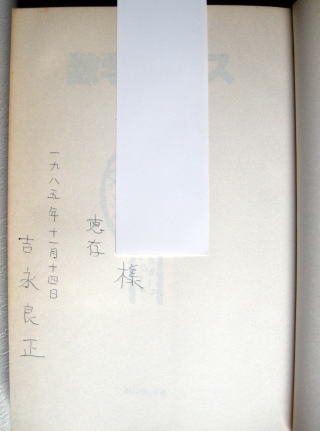 様
恵存
一九八五年十一月十四日
吉永良正